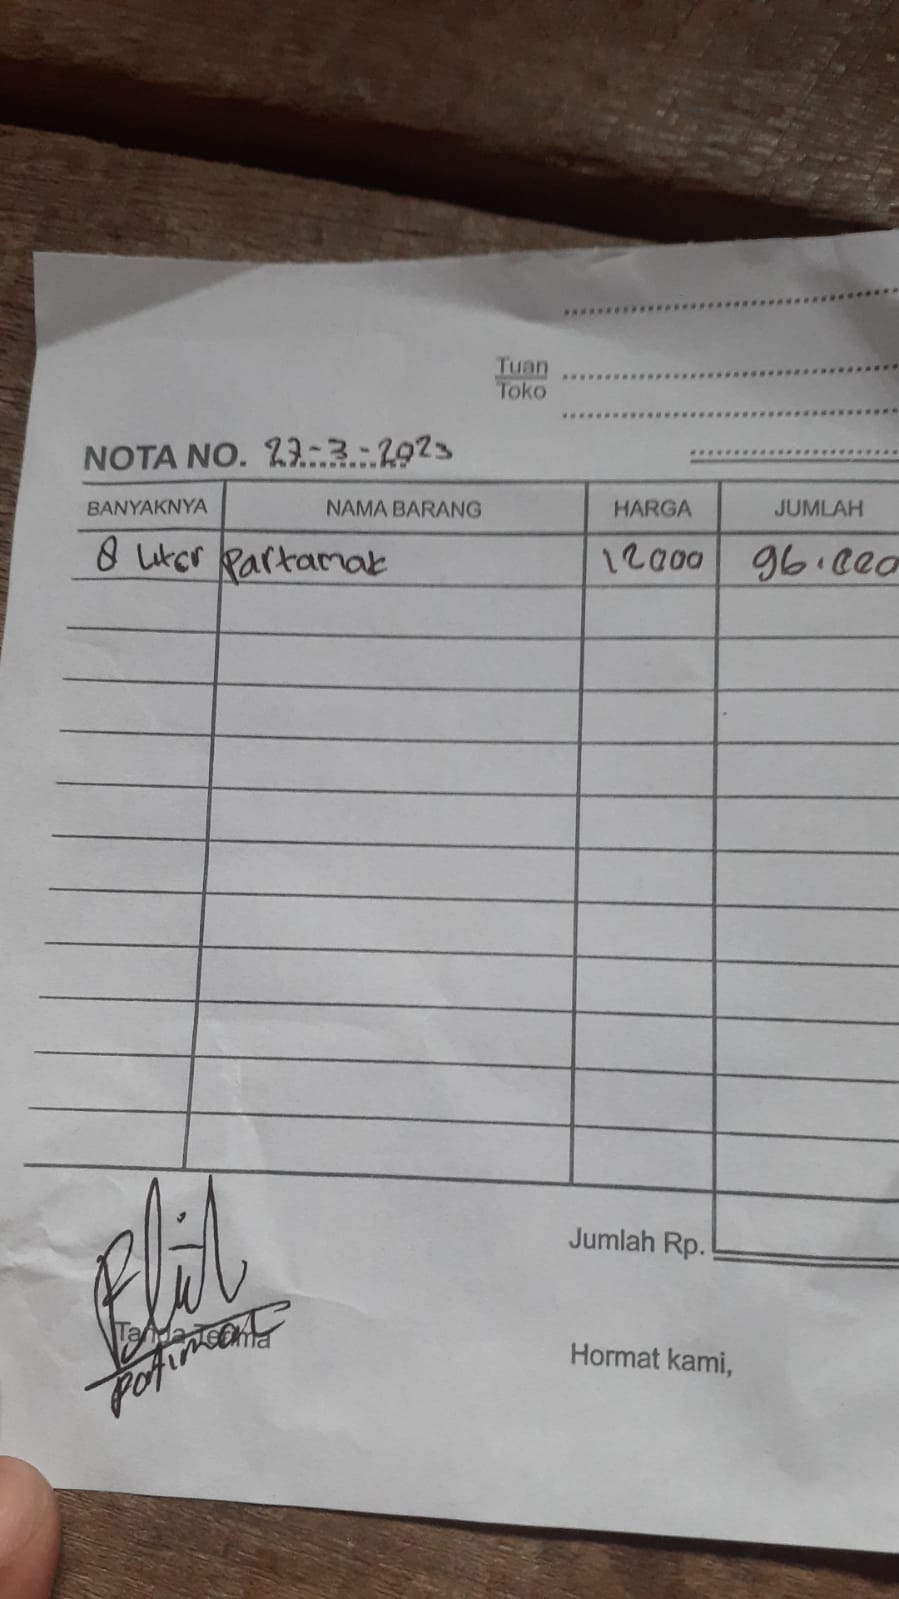 Tuan
Toko
NOTA NO. 27-3-2023
BANYAKNYA NAMA BARANG HARGA JUMLAH
8 liter Partamak 12000 96.000
Jumlah Rp.
Tanda Terima
Hormat kami,